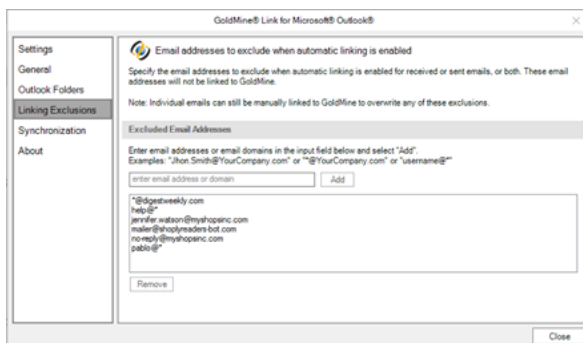 GoldMine® Link for Microsoft® Outlook®
Settings
General
Outlook Folders
Linking Exclusions
Synchronization
About
Email addresses to exclude when automatic linking is enabled
Specify the email addresses to exclude when automatic linking is enabled for received or sent emails, or both. These email
addresses will not be linked to GoldMine.
Note: Individual emails can still be manually linked to GoldMine to overwrite any of these exclusions.
Excluded Email Addresses
Enter email addresses or email domains in the input field below and select "Add".
Examples: "Jhon.Smith@YourCompany.com" or "*@YourCompany.com" or "username@*"
enter email address or domain
Add
*@digestweekly.com
help@*
jennifer.watson@myshopsinc.com
mailer@shoplyreaders-bot.com
no-reply@myshopsinc.com
pablo@*
Remove
Close